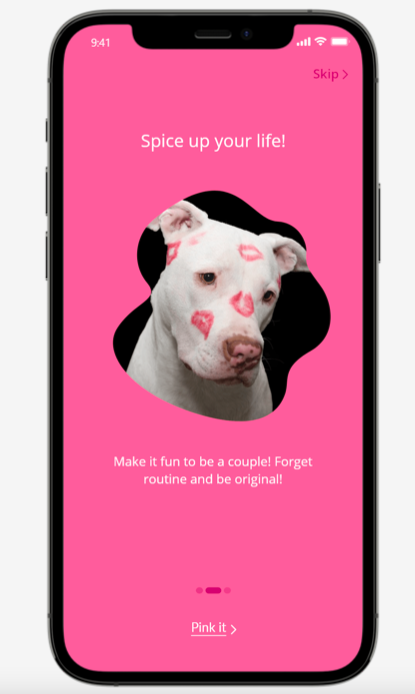 9:41
Skip >
Spice up your life!
Make it fun to be a couple! Forget
routine and be original!
Pink it >